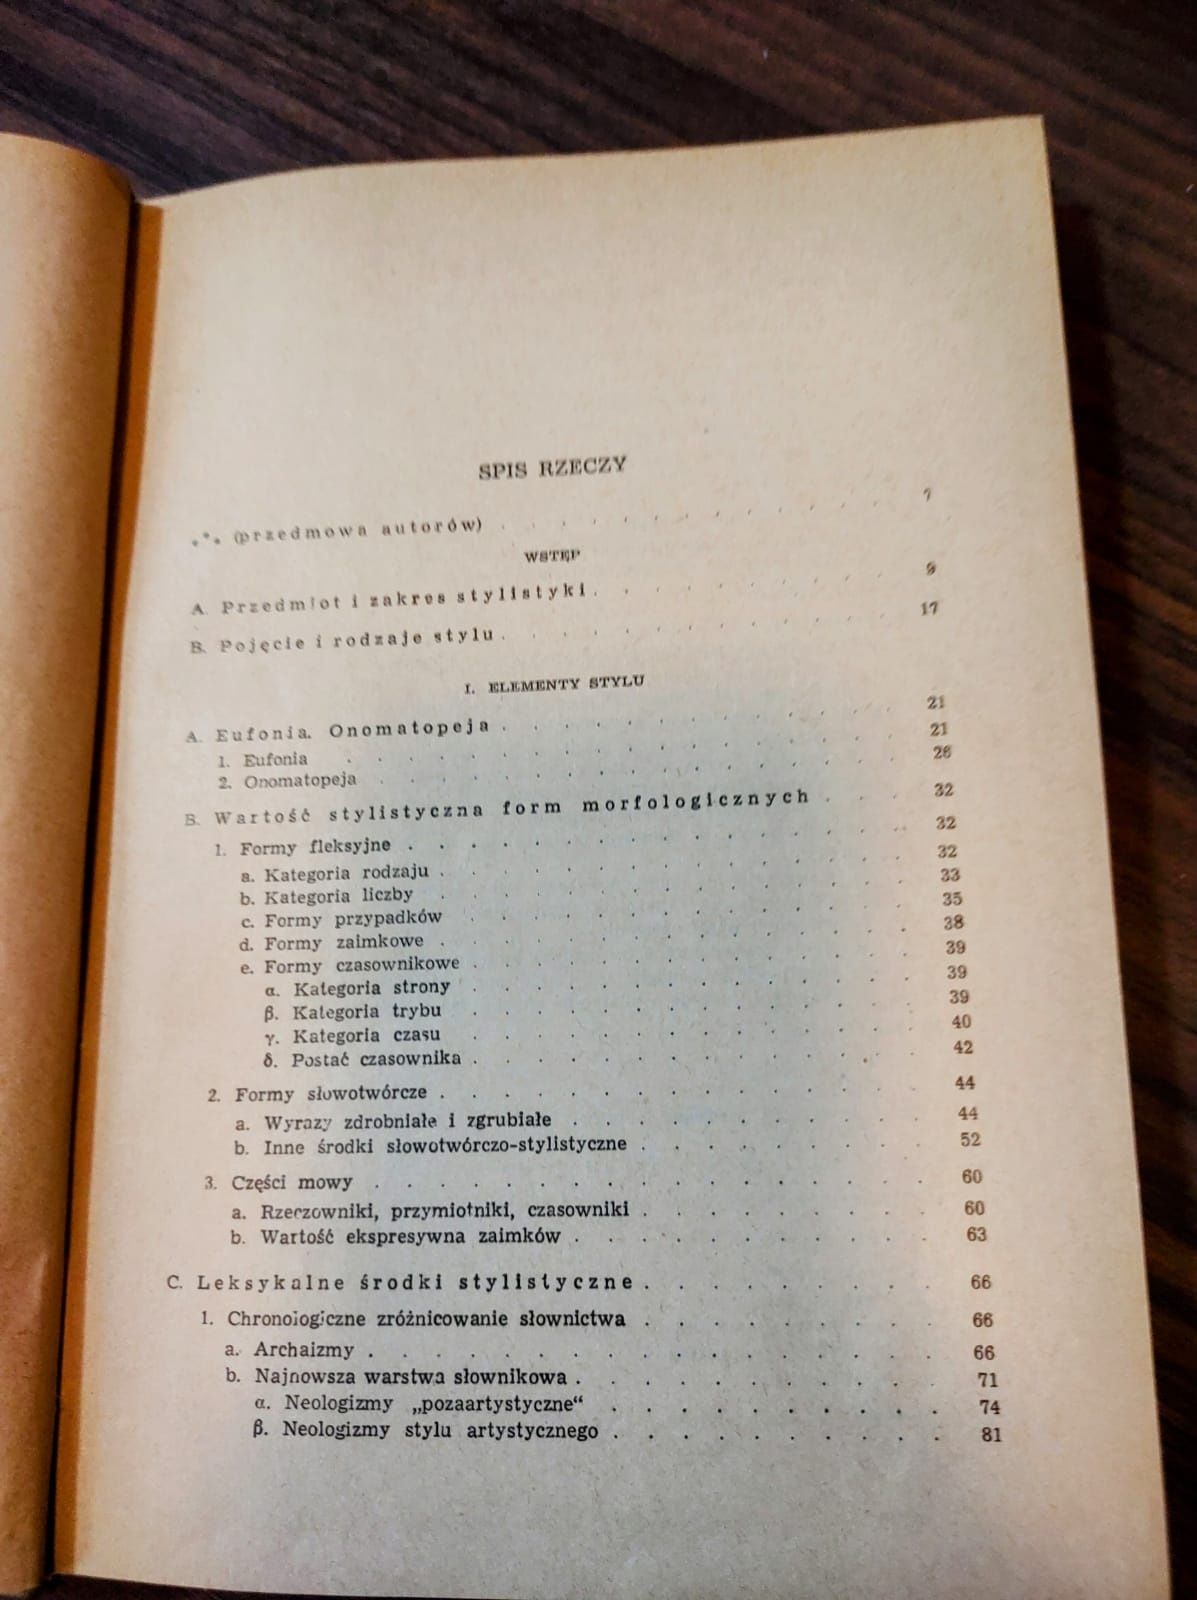 SPIS RZECZY
*** (przedmowa autorów) . . . . . . . . . . . . . 7
WSTĘP
A. Przedmiot i zakres stylistyki . . . . . . . . . . 9
B. Pojęcie i rodzaje stylu . . . . . . . . . . . . . 17
I. ELEMENTY STYLU
A. Eufonia. Onomatopeja . . . . . . . . . . . . . 21
1. Eufonia . . . . . . . . . . . . . . . . . . 21
2. Onomatopeja . . . . . . . . . . . . . . . . 26
B. Wartość stylistyczna form morfologicznych . . . 32
1. Formy fleksyjne . . . . . . . . . . . . . . . . 32
a. Kategoria rodzaju . . . . . . . . . . . . . . . 32
b. Kategoria liczby . . . . . . . . . . . . . . . 33
c. Formy przypadków . . . . . . . . . . . . . . 35
d. Formy zaimkowe . . . . . . . . . . . . . . . 38
e. Formy czasownikowe . . . . . . . . . . . . . . 39
α. Kategoria strony . . . . . . . . . . . . . . 39
β. Kategoria trybu . . . . . . . . . . . . . . 39
γ. Kategoria czasu . . . . . . . . . . . . . . 40
δ. Postać czasownika . . . . . . . . . . . . . . 42
2. Formy słowotwórcze . . . . . . . . . . . . . . . 44
a. Wyrazy zdrobniałe i zgrubiałe . . . . . . . . . . . 44
b. Inne środki słowotwórczo-stylistyczne . . . . . . . . . 52
3. Części mowy . . . . . . . . . . . . . . . . . 60
a. Rzeczowniki, przymiotniki, czasowniki . . . . . . . . . 60
b. Wartość ekspresywna zaimków . . . . . . . . . . . 63
C. Leksykalne środki stylistyczne . . . . . . . . . 66
1. Chronologiczne zróżnicowanie słownictwa . . . . . . . . . 66
a. Archaizmy . . . . . . . . . . . . . . . . . 66
b. Najnowsza warstwa słownikowa . . . . . . . . . . . 71
α. Neologizmy „pozaartystyczne“ . . . . . . . . . . 74
β. Neologizmy stylu artystycznego . . . . . . . . . . 81